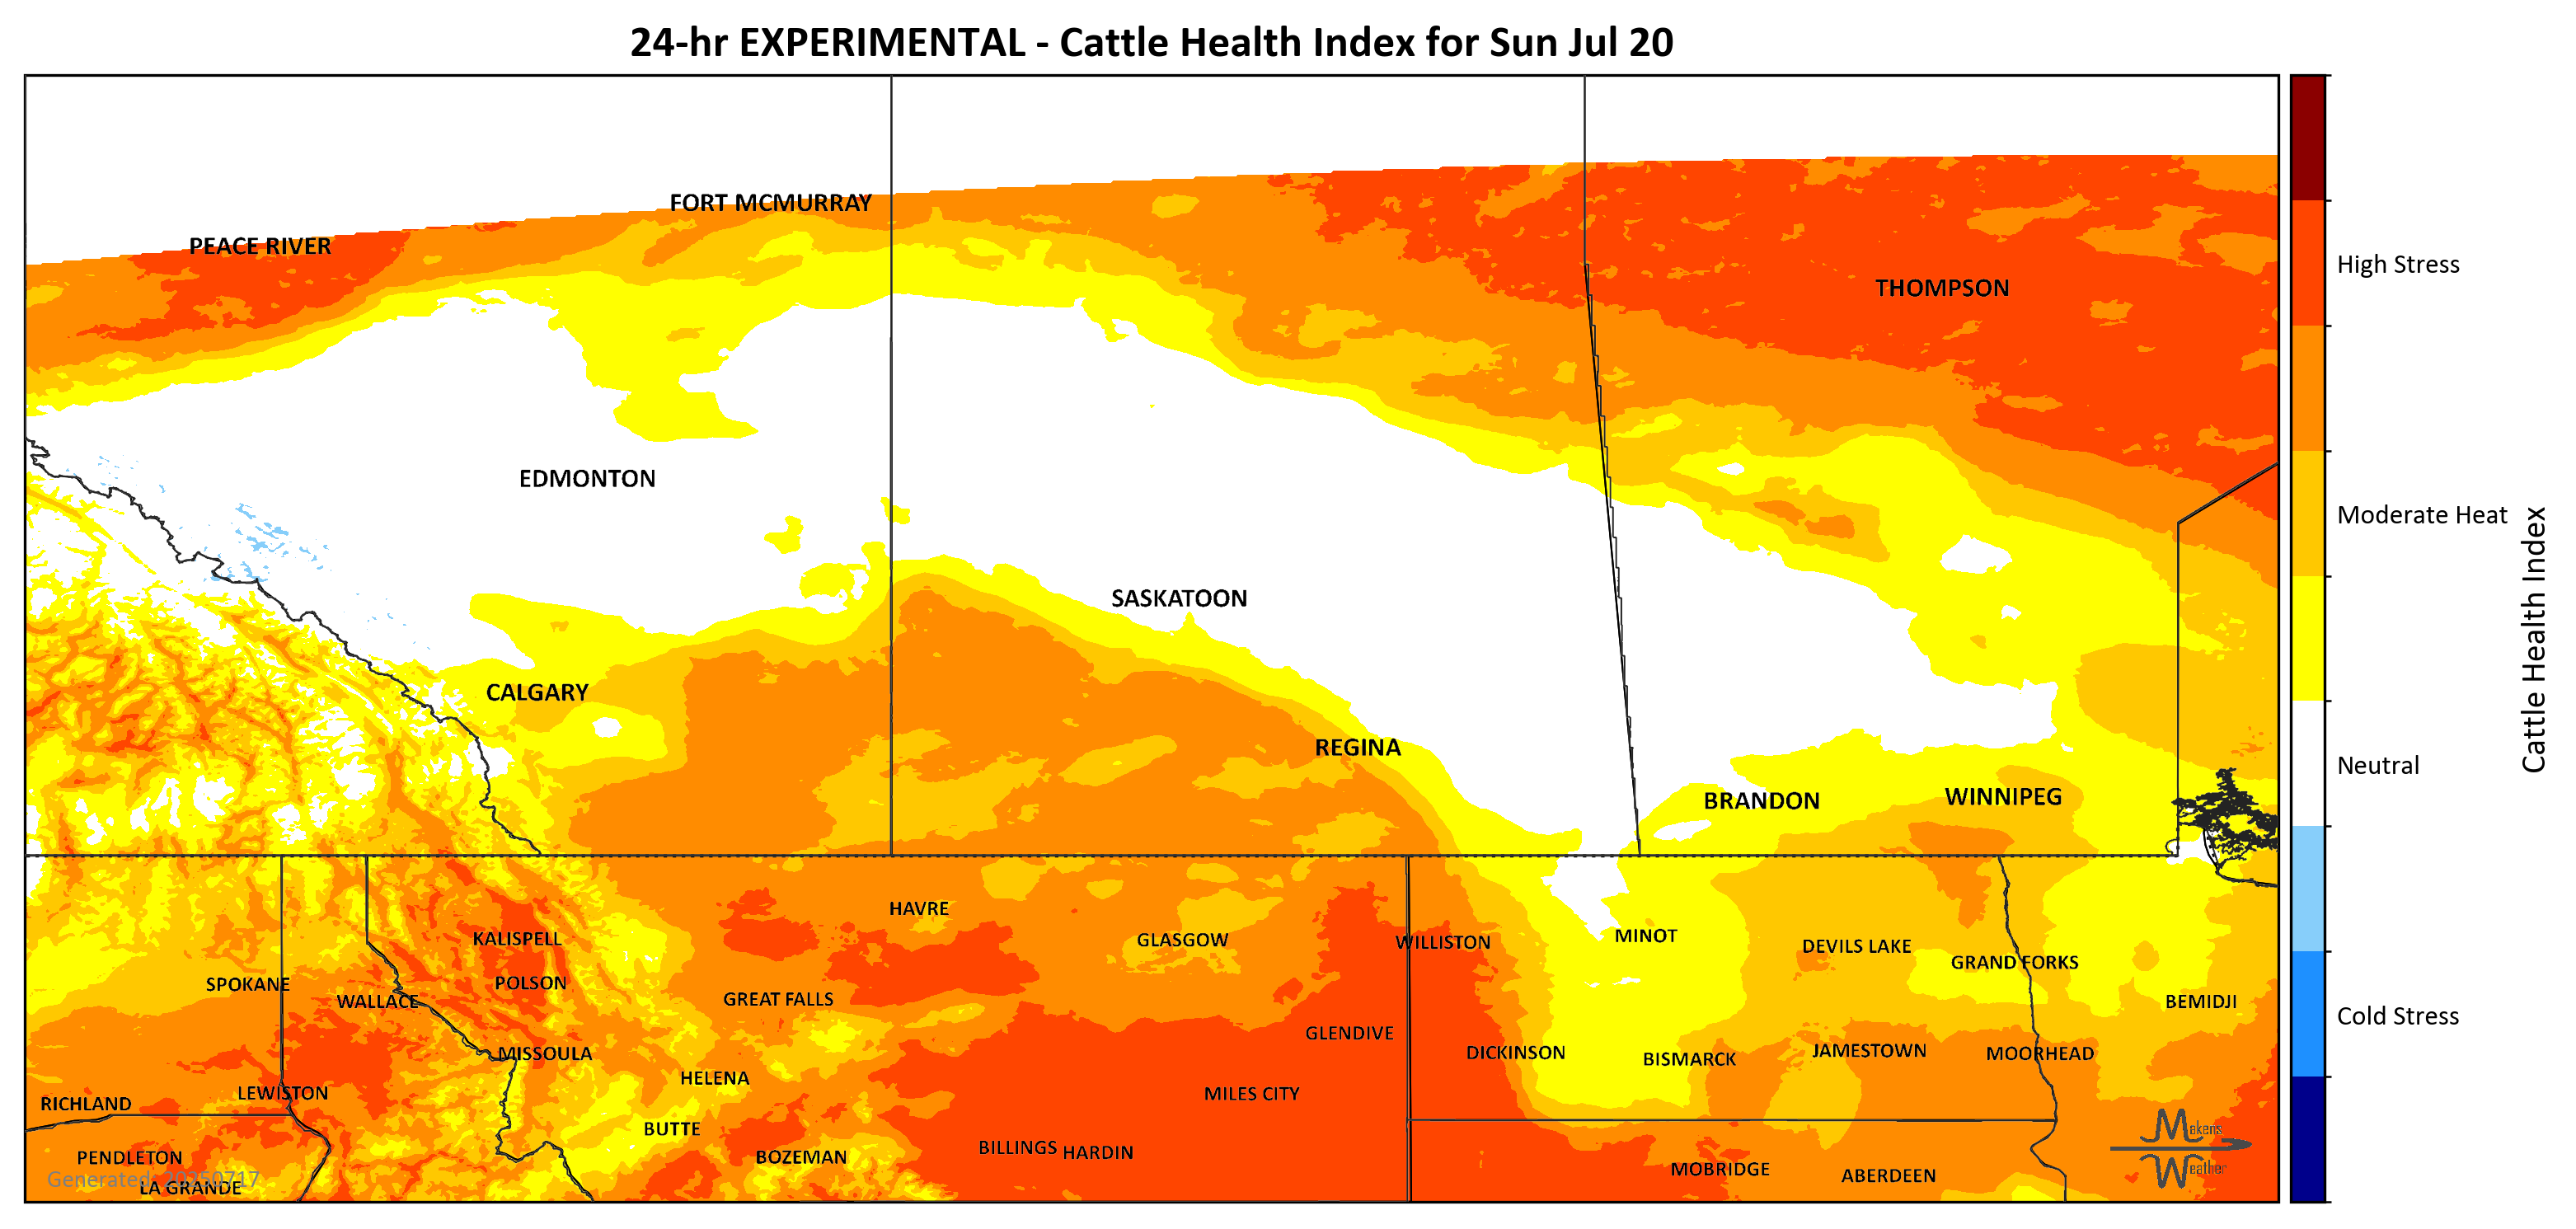 24-hr EXPERIMENTAL - Cattle Health Index for Sun Jul 20
FORT MCMURRAY
PEACE RIVER
THOMPSON
High Stress
EDMONTON
Moderate Heat
SASKATOON
Cattle Health Index
CALGARY
REGINA
Neutral
BRANDON
WINNIPEG
HAVRE
KALISPELL
GLASGOW
WILLISTON
MINOT
DEVILS LAKE
GRAND FORKS
SPOKANE
POLSON
WALLACE
GREAT FALLS
BEMIDJI
Cold Stress
GLENDIVE
MISSOULA
DICKINSON
BISMARCK
JAMESTOWN
MOORHEAD
HELENA
LEWISTON
MILES CITY
RICHLAND
BUTTE
Makens
BILLINGS
HARDIN
PENDLETON
BOZEMAN
MOBRIDGE
Weather
ABERDEEN
Generated: 20250717
LA GRANDE